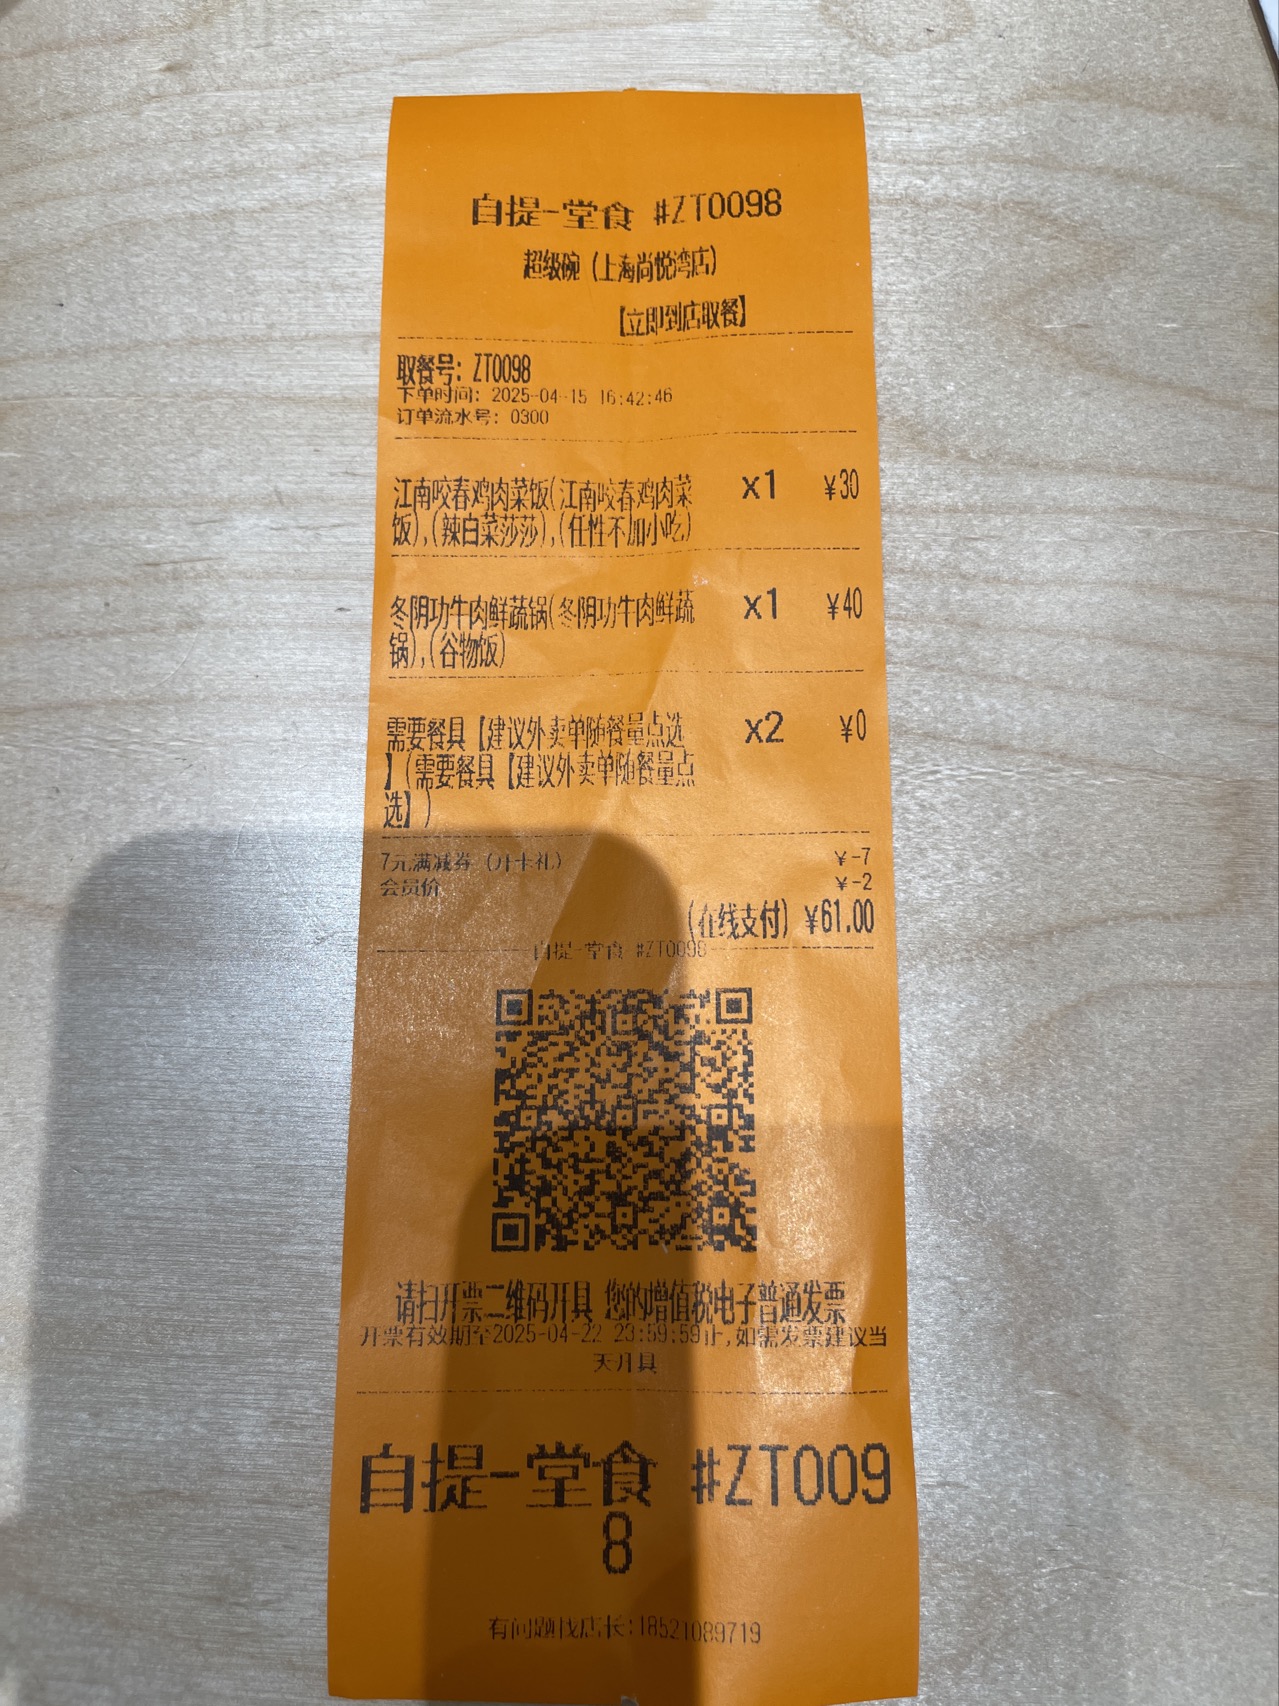 自提-堂食 #ZT0098
超级碗（上海尚悦湾店）
【立即到店取餐】
取餐号：ZT0098
下单时间：2025-04-15 16:42:46
订单流水号：0300
江南咬春鸡肉菜饭(江南咬春鸡肉菜 x1 ¥30
饭),(辣白菜莎莎),(任性不加小吃)
冬阴功牛肉鲜蔬锅(冬阴功牛肉鲜蔬 x1 ¥40
锅),(谷物饭)
需要餐具【建议外卖单随餐量点选 x2 ¥0
】(需要餐具【建议外卖单随餐量点
选】)
7元满减券（开卡礼） ¥-7
会员价 ¥-2
(在线支付) ¥61.00
自提-堂食 #ZT0098
请扫开票二维码开具 您的增值税电子普通发票
开票有效期至2025-04-22 23:59:59止,如需发票建议当
天开具
自提-堂食 #ZT009
8
有问题找店长:18521089719